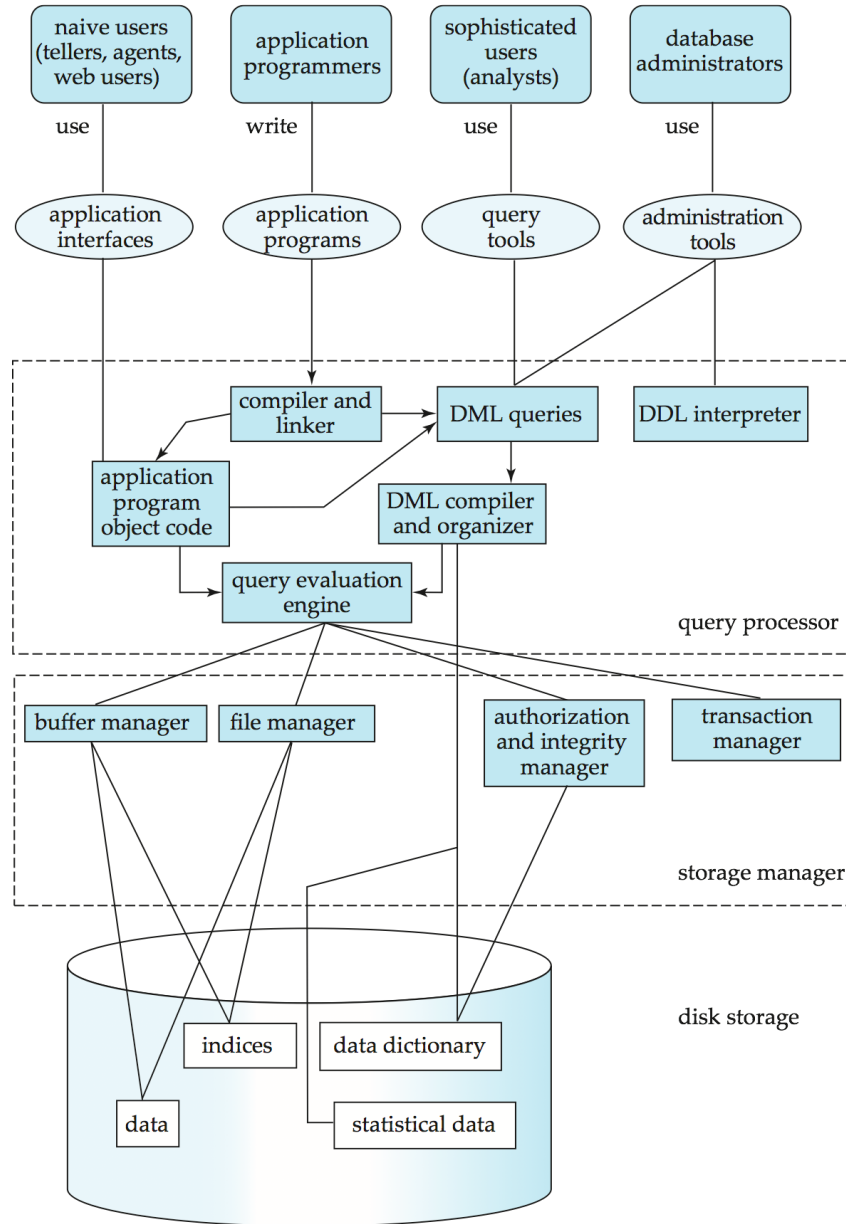 naive users
(tellers, agents,
web users)
application
programmers
sophisticated
users
(analysts)
database
administrators
use
write
use
use
application
interfaces
application
programs
query
tools
administration
tools
compiler and
linker
DML queries
DDL interpreter
application
program
object code
DML compiler
and organizer
query evaluation
engine
query processor
buffer manager
file manager
authorization
and integrity
manager
transaction
manager
storage manager
disk storage
indices
data dictionary
data
statistical data